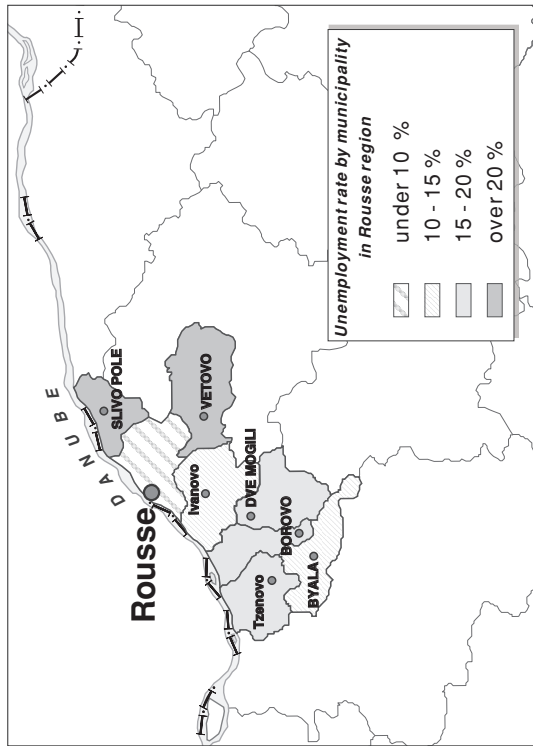 DANUBE
SLIVO POLE
Rousse
VETOVO
Ivanovo
DVE MOGILI
BOROVO
Tzenovo
BYALA
Unemployment rate by municipality
in Rousse region
under 10 %
10 - 15 %
15 - 20 %
over 20 %